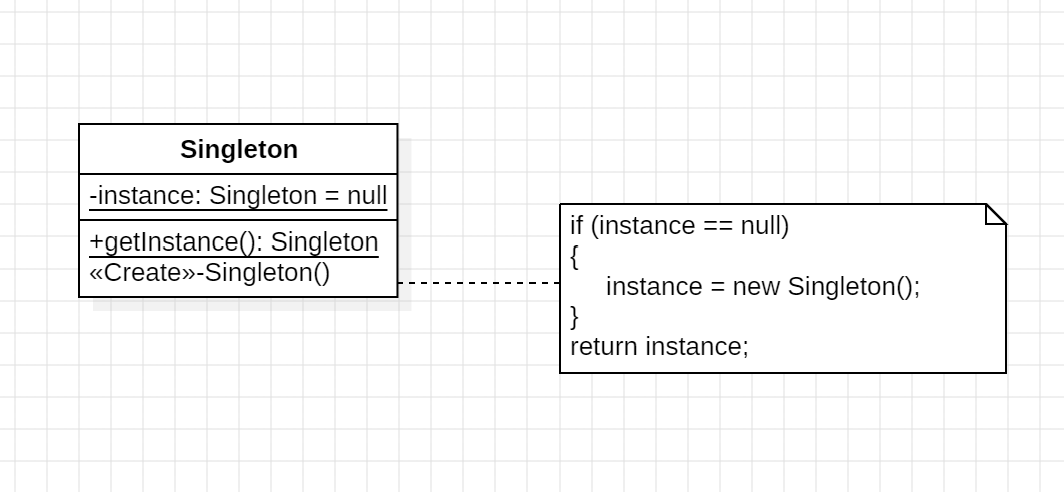 Singleton
-instance: Singleton = null
+getInstance(): Singleton
«Create»-Singleton()
if (instance == null)
{
instance = new Singleton();
}
return instance;